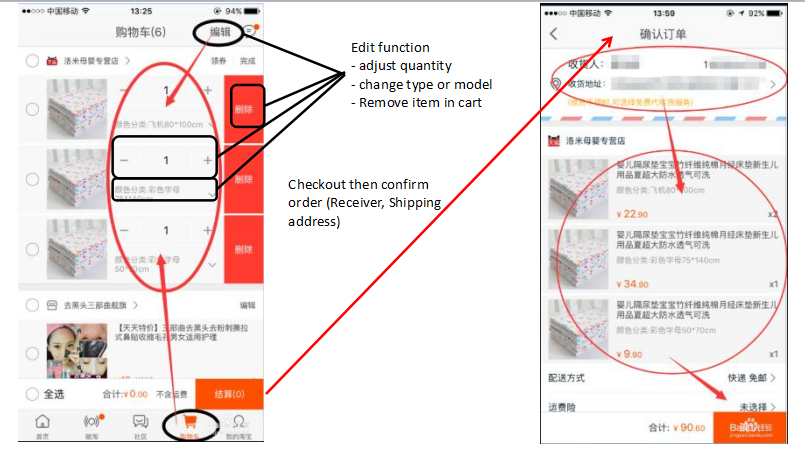 中国移动
13:25
94%
购物车(6)
编辑
洛米母婴专营店 >
领券
完成
− 1 +
颜色分类:飞机80*100cm
删除
− 1 +
颜色分类:彩色字母
75*140cm
删除
− 1 +
颜色分类:彩色字母
50*70cm
删除
去黑头三部曲舰旗 >
编辑
【天天特价】三部曲去黑头去粉刺撕拉
式鼻贴收缩毛孔男女适用护理
全选
合计:¥0.00
不含运费
结算(0)
首页
微淘
社区
购物车
我的淘宝
Edit function
- adjust quantity
- change type or model
- Remove item in cart
Checkout then confirm
order (Receiver, Shipping
address)
中国移动
13:59
92%
确认订单
收货人:
1
收货地址:
洛米母婴专营店
婴儿隔尿垫宝宝竹纤维纯棉月经床垫新生儿
用品夏超大防水透气可洗
颜色分类:飞机80*100cm
¥ 22.90
x2
婴儿隔尿垫宝宝竹纤维纯棉月经床垫新生儿
用品夏超大防水透气可洗
颜色分类:彩色字母75*140cm
¥ 34.90
x1
婴儿隔尿垫宝宝竹纤维纯棉月经床垫新生儿
用品夏超大防水透气可洗
颜色分类:彩色字母50*70cm
¥ 9.90
x1
配送方式
快递 免邮 >
运费险
未选择 >
合计: ¥ 90.60